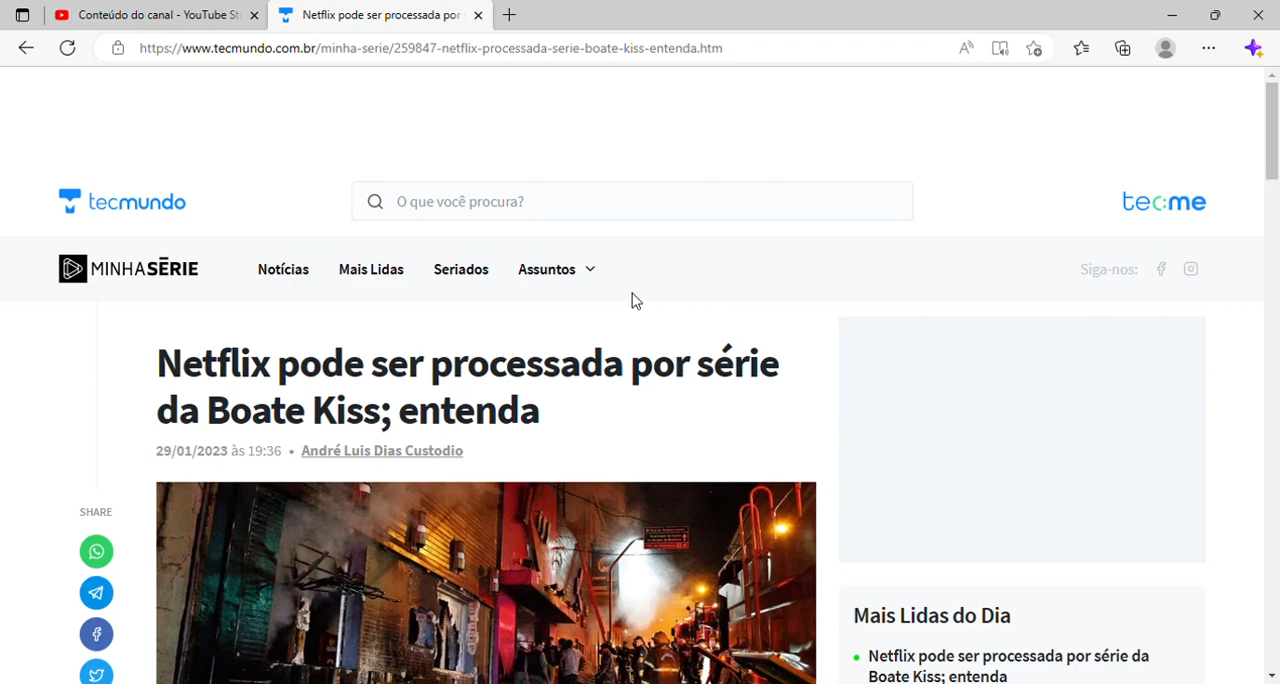 Conteúdo do canal - YouTube St
Netflix pode ser processada por
https://www.tecmundo.com.br/minha-serie/259847-netflix-processada-serie-boate-kiss-entenda.htm
tecmundo
O que você procura?
tec:me
MINHASÉRIE
Notícias
Mais Lidas
Seriados
Assuntos
Siga-nos:
Netflix pode ser processada por série
da Boate Kiss; entenda
29/01/2023 às 19:36 • André Luis Dias Custodio
SHARE
Mais Lidas do Dia
Netflix pode ser processada por série da
Boate Kiss; entenda